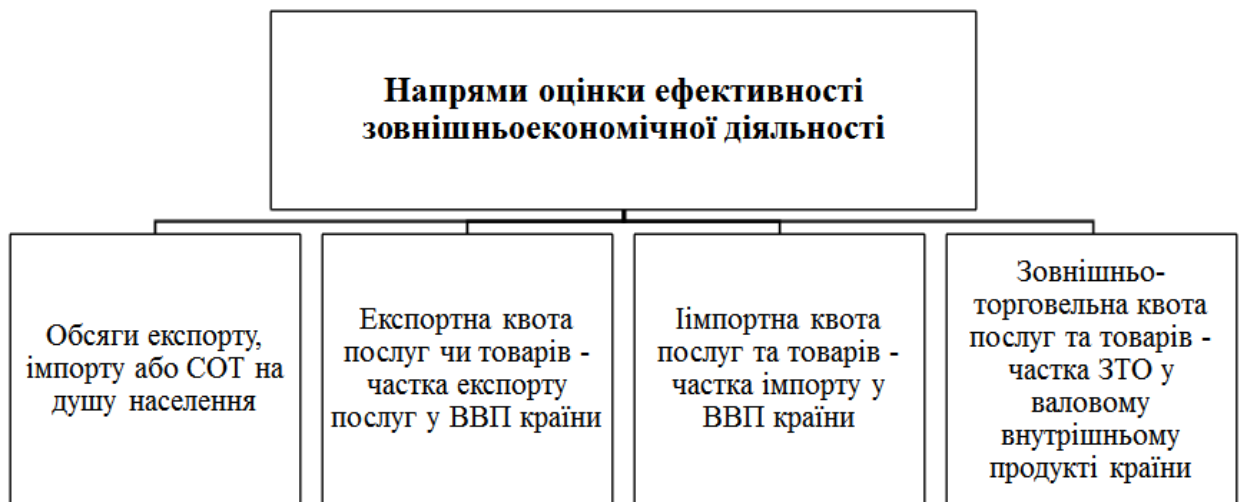 Напрями оцінки ефективності
зовнішньоекономічної діяльності
Обсяги експорту,
імпорту або СОТ на
душу населення
Експортна квота
послуг чи товарів -
частка експорту
послуг у ВВП країни
Іімпортна квота
послуг та товарів -
частка імпорту у
ВВП країни
Зовнішньо-
торговельна квота
послуг та товарів -
частка ЗТО у
валовому
внутрішньому
продукті країни